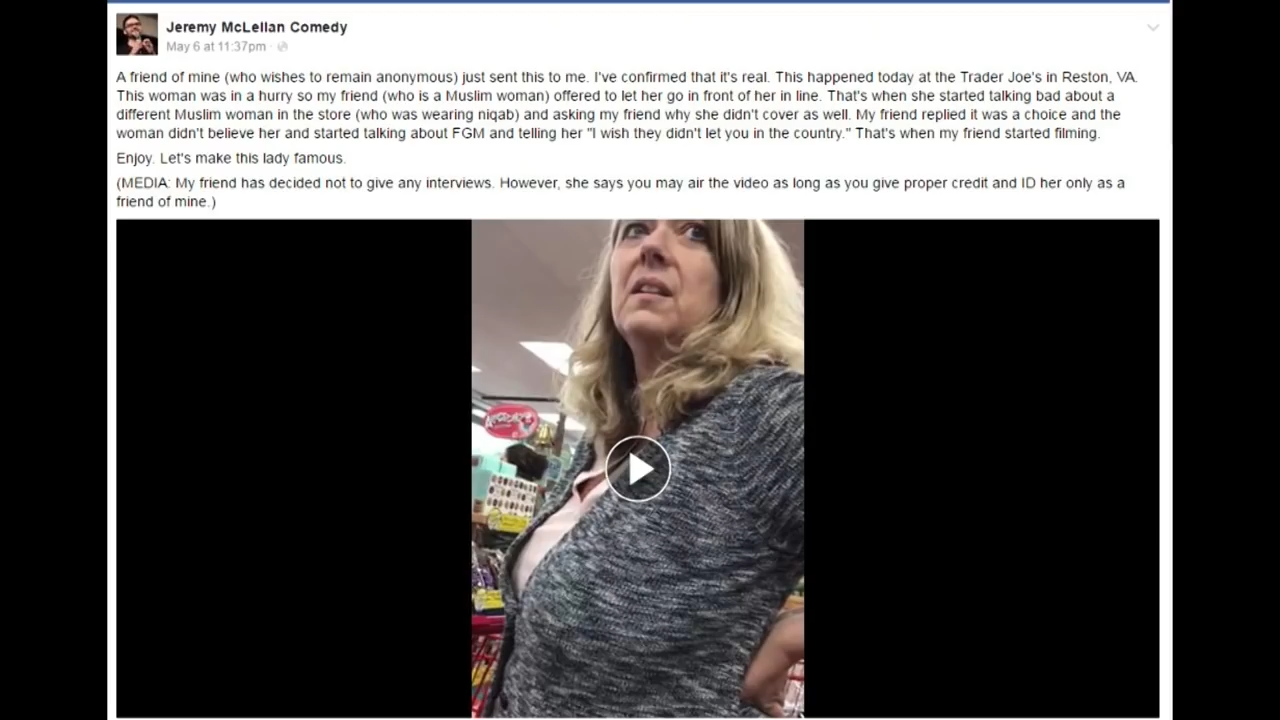 Jeremy McLellan Comedy
May 6 at 11:37pm ·
A friend of mine (who wishes to remain anonymous) just sent this to me. I've confirmed that it's real. This happened today at the Trader Joe's in Reston, VA.
This woman was in a hurry so my friend (who is a Muslim woman) offered to let her go in front of her in line. That's when she started talking bad about a
different Muslim woman in the store (who was wearing niqab) and asking my friend why she didn't cover as well. My friend replied it was a choice and the
woman didn't believe her and started talking about FGM and telling her "I wish they didn't let you in the country." That's when my friend started filming.
Enjoy. Let's make this lady famous.
(MEDIA: My friend has decided not to give any interviews. However, she says you may air the video as long as you give proper credit and ID her only as a
friend of mine.)